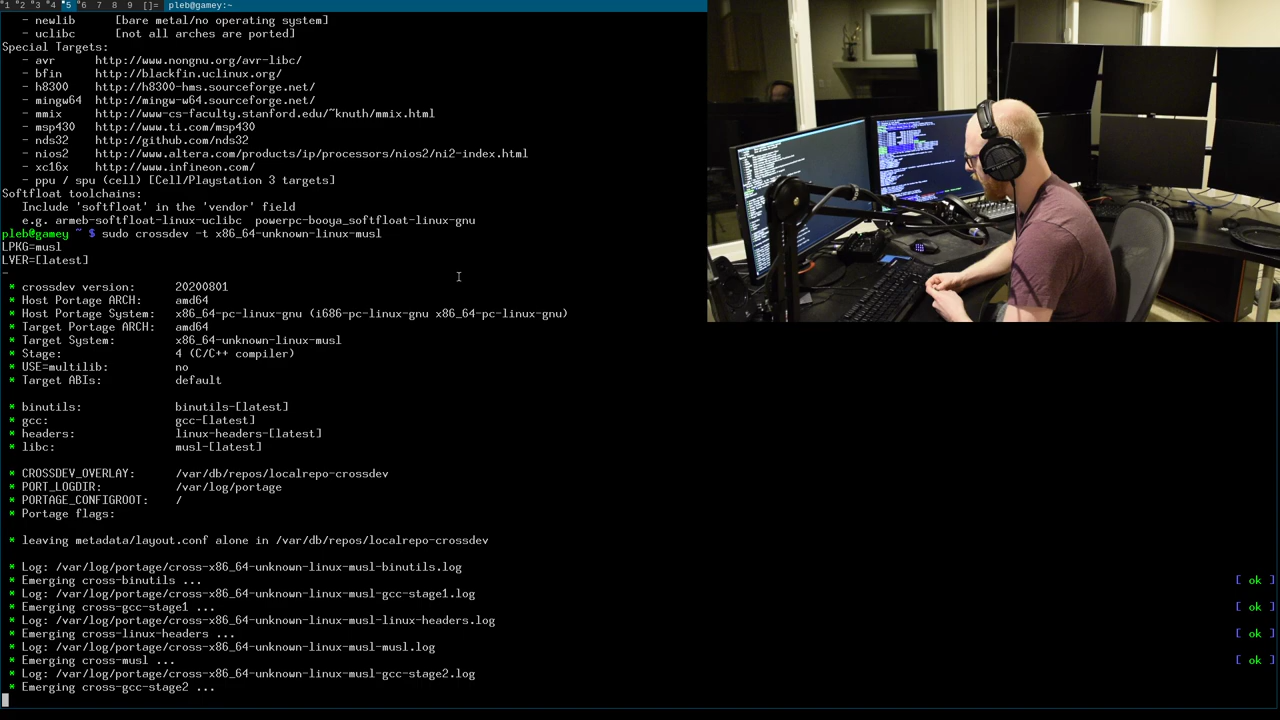 1 2 3 4 5 6 7 8 9 []= pleb@gamey:~
- newlib [bare metal/no operating system]
- uclibc [not all arches are ported]
Special Targets:
- avr http://www.nongnu.org/avr-libc/
- bfin http://blackfin.uclinux.org/
- h8300 http://h8300-hms.sourceforge.net/
- mingw64 http://mingw-w64.sourceforge.net/
- mmix http://www-cs-faculty.stanford.edu/~knuth/mmix.html
- msp430 http://www.ti.com/msp430
- nds32 http://github.com/nds32
- nios2 http://www.altera.com/products/ip/processors/nios2/ni2-index.html
- xc16x http://www.infineon.com/
- ppu / spu (cell) [Cell/Playstation 3 targets]
Softfloat toolchains:
Include 'softfloat' in the 'vendor' field
e.g. armeb-softfloat-linux-uclibc powerpc-booya_softfloat-linux-gnu
pleb@gamey ~ $ sudo crossdev -t x86_64-unknown-linux-musl
LPKG=musl
LVER=[latest]
-
* crossdev version: 20200801
* Host Portage ARCH: amd64
* Host Portage System: x86_64-pc-linux-gnu (i686-pc-linux-gnu x86_64-pc-linux-gnu)
* Target Portage ARCH: amd64
* Target System: x86_64-unknown-linux-musl
* Stage: 4 (C/C++ compiler)
* USE=multilib: no
* Target ABIs: default
* binutils: binutils-[latest]
* gcc: gcc-[latest]
* headers: linux-headers-[latest]
* libc: musl-[latest]
* CROSSDEV_OVERLAY: /var/db/repos/localrepo-crossdev
* PORT_LOGDIR: /var/log/portage
* PORTAGE_CONFIGROOT: /
* Portage flags:
* leaving metadata/layout.conf alone in /var/db/repos/localrepo-crossdev
* Log: /var/log/portage/cross-x86_64-unknown-linux-musl-binutils.log
* Emerging cross-binutils ... [ ok ]
* Log: /var/log/portage/cross-x86_64-unknown-linux-musl-gcc-stage1.log
* Emerging cross-gcc-stage1 ... [ ok ]
* Log: /var/log/portage/cross-x86_64-unknown-linux-musl-linux-headers.log
* Emerging cross-linux-headers ... [ ok ]
* Log: /var/log/portage/cross-x86_64-unknown-linux-musl-musl.log
* Emerging cross-musl ... [ ok ]
* Log: /var/log/portage/cross-x86_64-unknown-linux-musl-gcc-stage2.log
* Emerging cross-gcc-stage2 ...